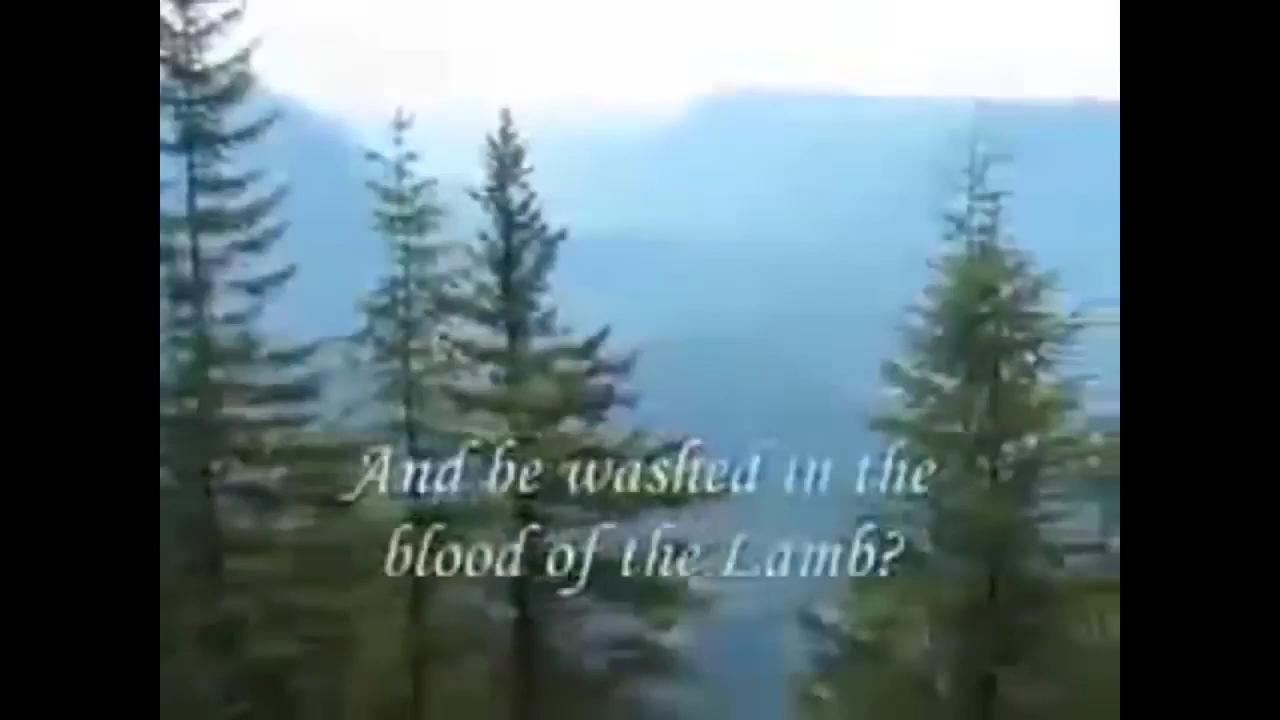 And be washed in the
blood of the Lamb?